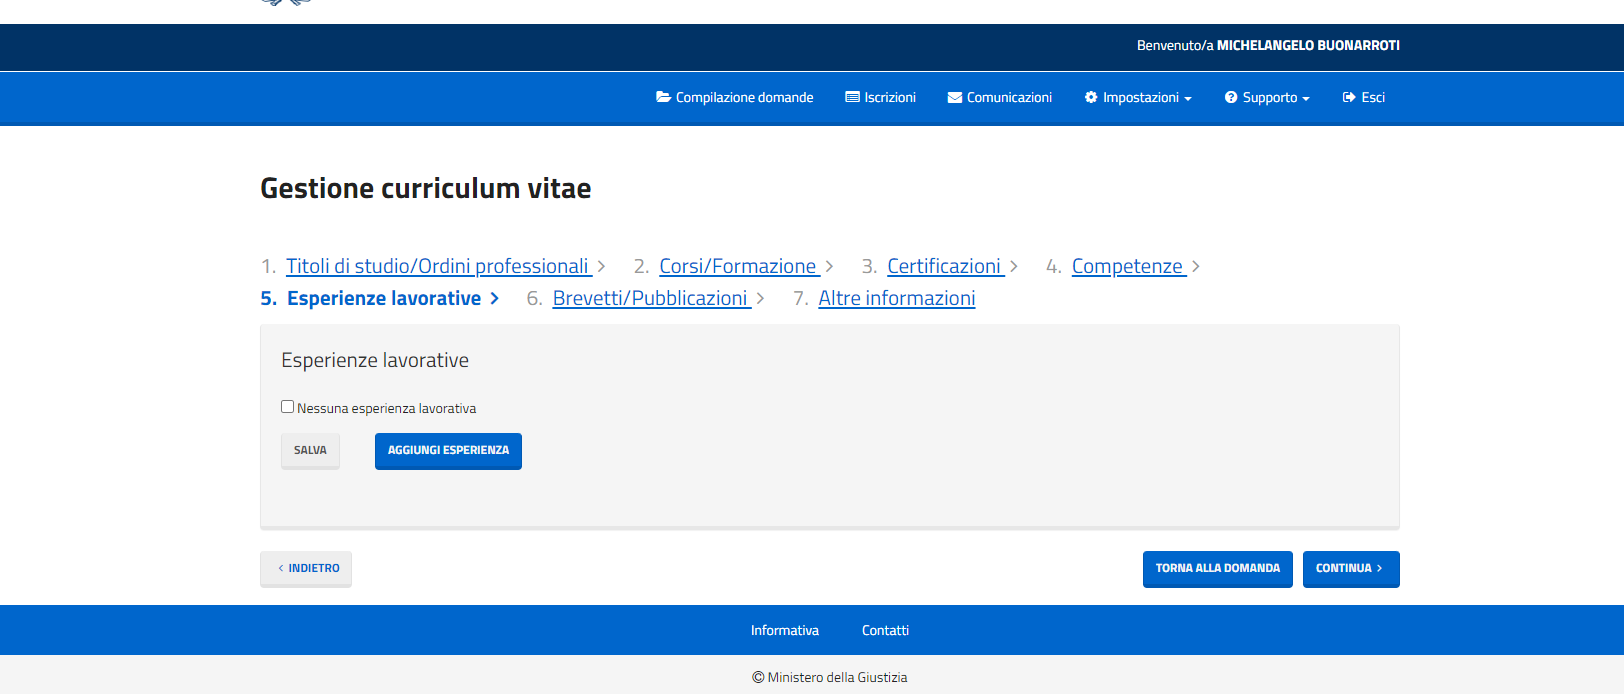 Benvenuto/a MICHELANGELO BUONARROTI
Compilazione domande Iscrizioni Comunicazioni Impostazioni Supporto Esci
Gestione curriculum vitae
1. Titoli di studio/Ordini professionali > 2. Corsi/Formazione > 3. Certificazioni > 4. Competenze >
5. Esperienze lavorative > 6. Brevetti/Pubblicazioni > 7. Altre informazioni
Esperienze lavorative
Nessuna esperienza lavorativa
SALVA AGGIUNGI ESPERIENZA
< INDIETRO TORNA ALLA DOMANDA CONTINUA >
Informativa Contatti
© Ministero della Giustizia